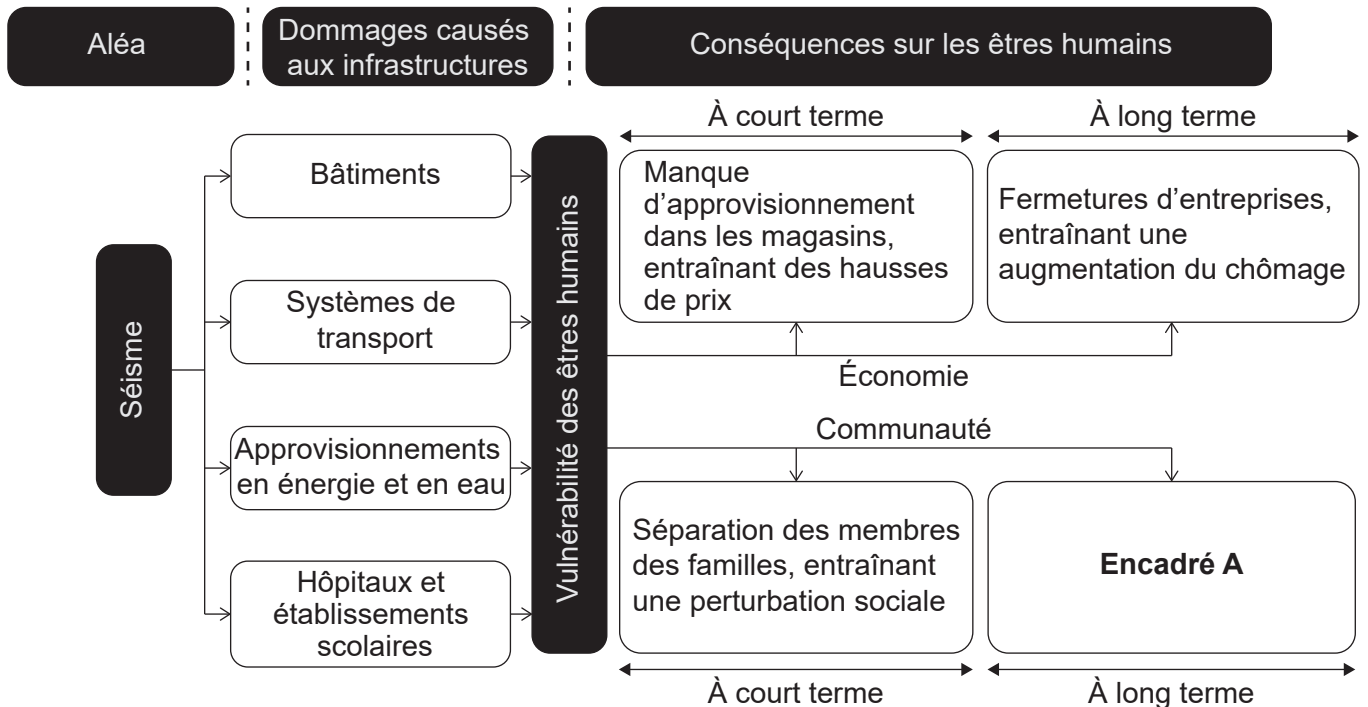 Aléa
Dommages causés
aux infrastructures
Conséquences sur les êtres humains
À court terme
À long terme
Séisme
Bâtiments
Systèmes de
transport
Approvisionnements
en énergie et en eau
Hôpitaux et
établissements
scolaires
Vulnérabilité des êtres humains
Manque
d'approvisionnement
dans les magasins,
entraînant des hausses
de prix
Fermetures d'entreprises,
entraînant une
augmentation du chômage
Économie
Communauté
Séparation des membres
des familles, entraînant
une perturbation sociale
Encadré A
À court terme
À long terme